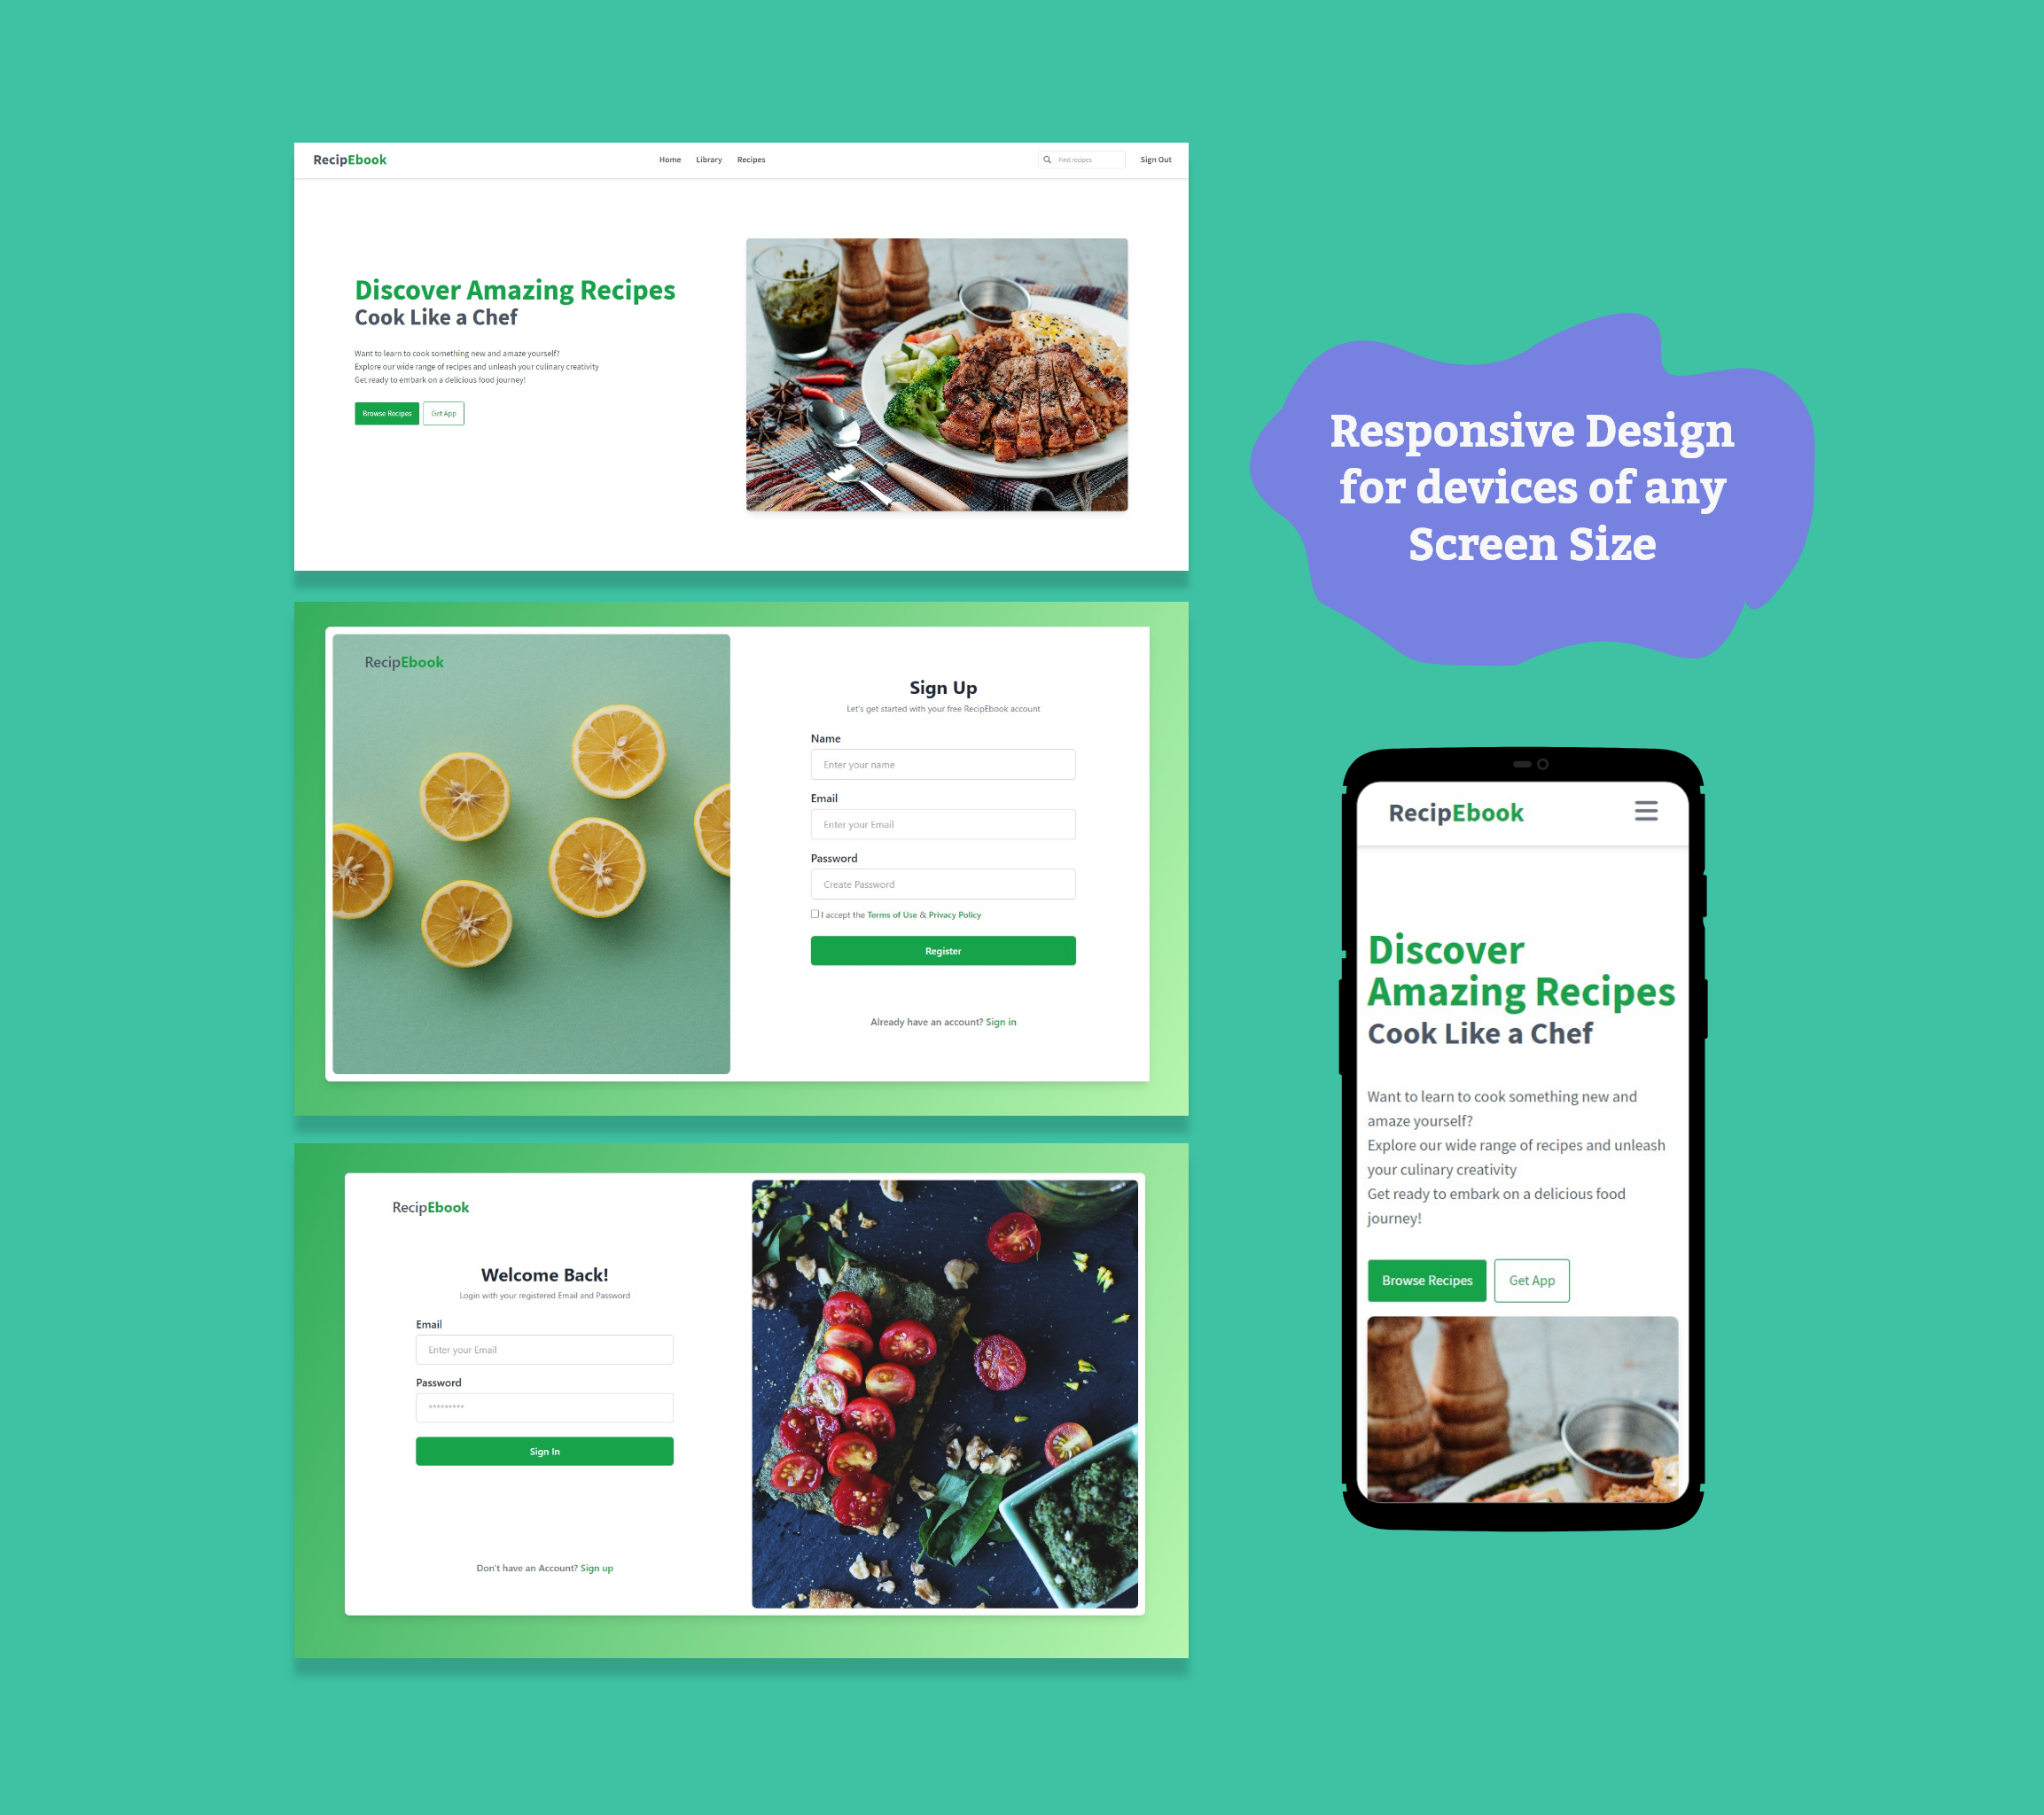 RecipEbook
Home Library Recipes
Find recipes
Sign Out
Discover Amazing Recipes
Cook Like a Chef
Want to learn to cook something new and amaze yourself?
Explore our wide range of recipes and unleash your culinary creativity
Get ready to embark on a delicious food journey!
Browse Recipes
Get App
RecipEbook
Sign Up
Let's get started with your free RecipEbook account
Name
Enter your name
Email
Enter your Email
Password
Create Password
I accept the Terms of Use & Privacy Policy
Register
Already have an account? Sign in
RecipEbook
Welcome Back!
Login with your registered Email and Password
Email
Enter your Email
Password
*********
Sign In
Don't have an Account? Sign up
Responsive Design
for devices of any
Screen Size
RecipEbook
Discover
Amazing Recipes
Cook Like a Chef
Want to learn to cook something new and
amaze yourself?
Explore our wide range of recipes and unleash
your culinary creativity
Get ready to embark on a delicious food
journey!
Browse Recipes
Get App